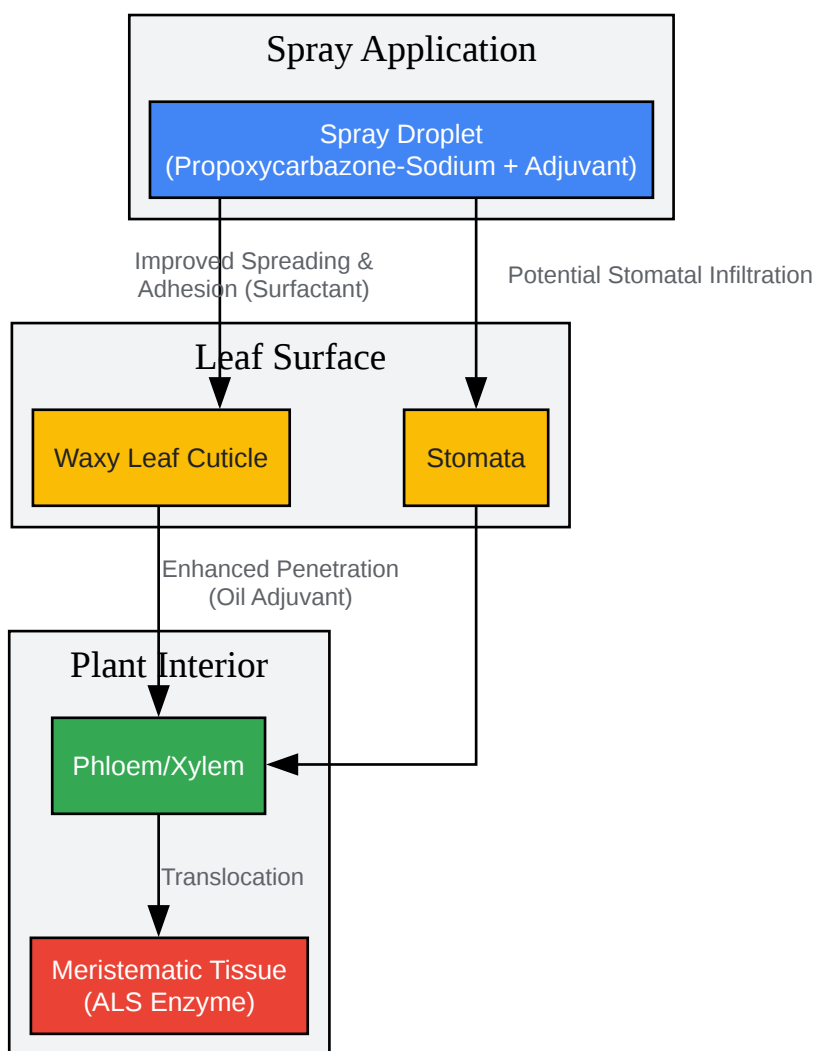 Spray Application
Spray Droplet
(Propoxycarbazone-Sodium + Adjuvant)
Improved Spreading &
Adhesion (Surfactant)
Potential Stomatal Infiltration
Leaf Surface
Waxy Leaf Cuticle
Stomata
Enhanced Penetration
(Oil Adjuvant)
Plant Interior
Phloem/Xylem
Translocation
Meristematic Tissue
(ALS Enzyme)